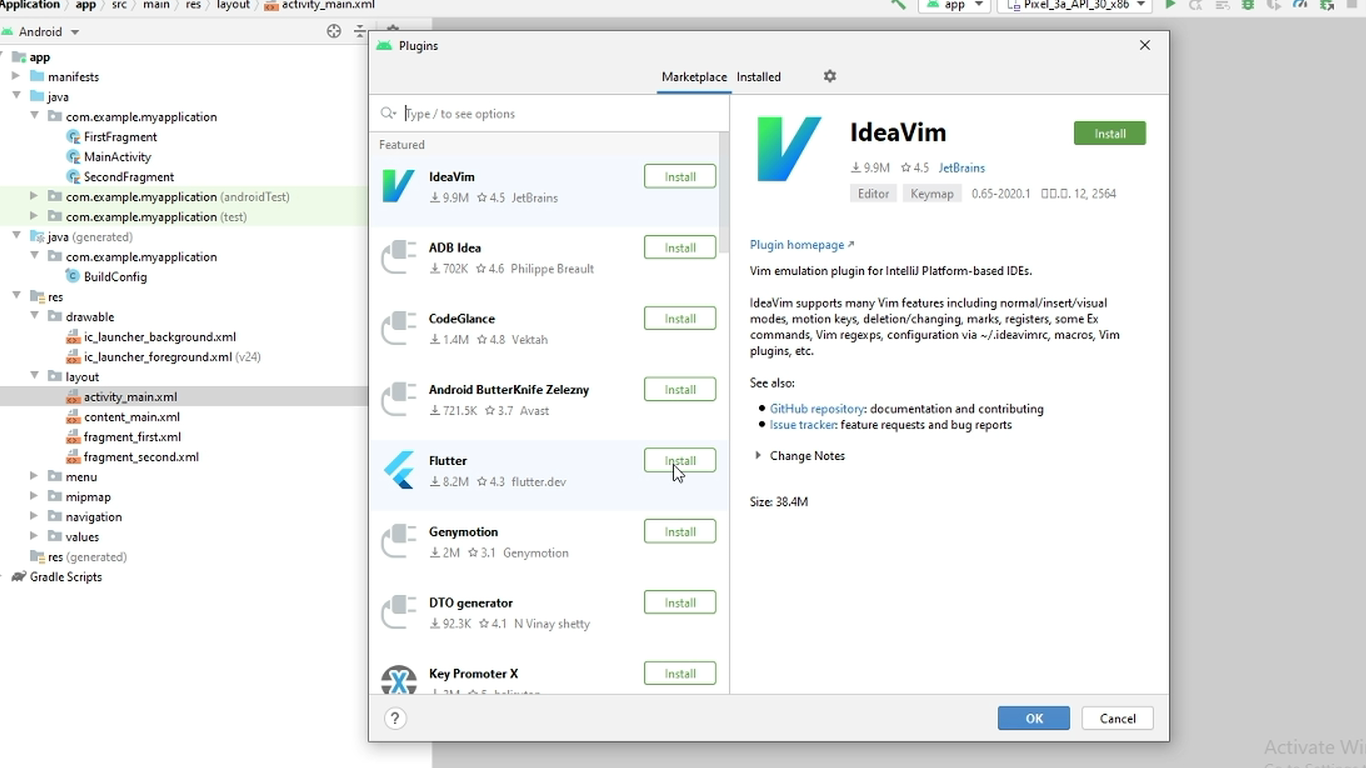 Application app src main res layout activity_main.xml
app Pixel_3a_API_30_x86
Android
app
manifests
java
com.example.myapplication
FirstFragment
MainActivity
SecondFragment
com.example.myapplication (androidTest)
com.example.myapplication (test)
java (generated)
com.example.myapplication
BuildConfig
res
drawable
ic_launcher_background.xml
ic_launcher_foreground.xml (v24)
layout
activity_main.xml
content_main.xml
fragment_first.xml
fragment_second.xml
menu
mipmap
navigation
values
res (generated)
Gradle Scripts
Plugins
Marketplace Installed
Type / to see options
Featured
IdeaVim
Install
9.9M 4.5 JetBrains
ADB Idea
Install
702K 4.6 Philippe Breault
CodeGlance
Install
1.4M 4.8 Vektah
Android ButterKnife Zelezny
Install
721.5K 3.7 Avast
Flutter
Install
8.2M 4.3 flutter.dev
Genymotion
Install
2M 3.1 Genymotion
DTO generator
Install
92.3K 4.1 N Vinay shetty
Key Promoter X
Install
IdeaVim
Install
9.9M 4.5 JetBrains
Editor Keymap 0.65-2020.1 12, 2564
Plugin homepage
Vim emulation plugin for IntelliJ Platform-based IDEs.
IdeaVim supports many Vim features including normal/insert/visual
modes, motion keys, deletion/changing, marks, registers, some Ex
commands, Vim regexps, configuration via ~/.ideavimrc, macros, Vim
plugins, etc.
See also:
GitHub repository: documentation and contributing
Issue tracker: feature requests and bug reports
Change Notes
Size: 38.4M
?
OK
Cancel
Activate Wi